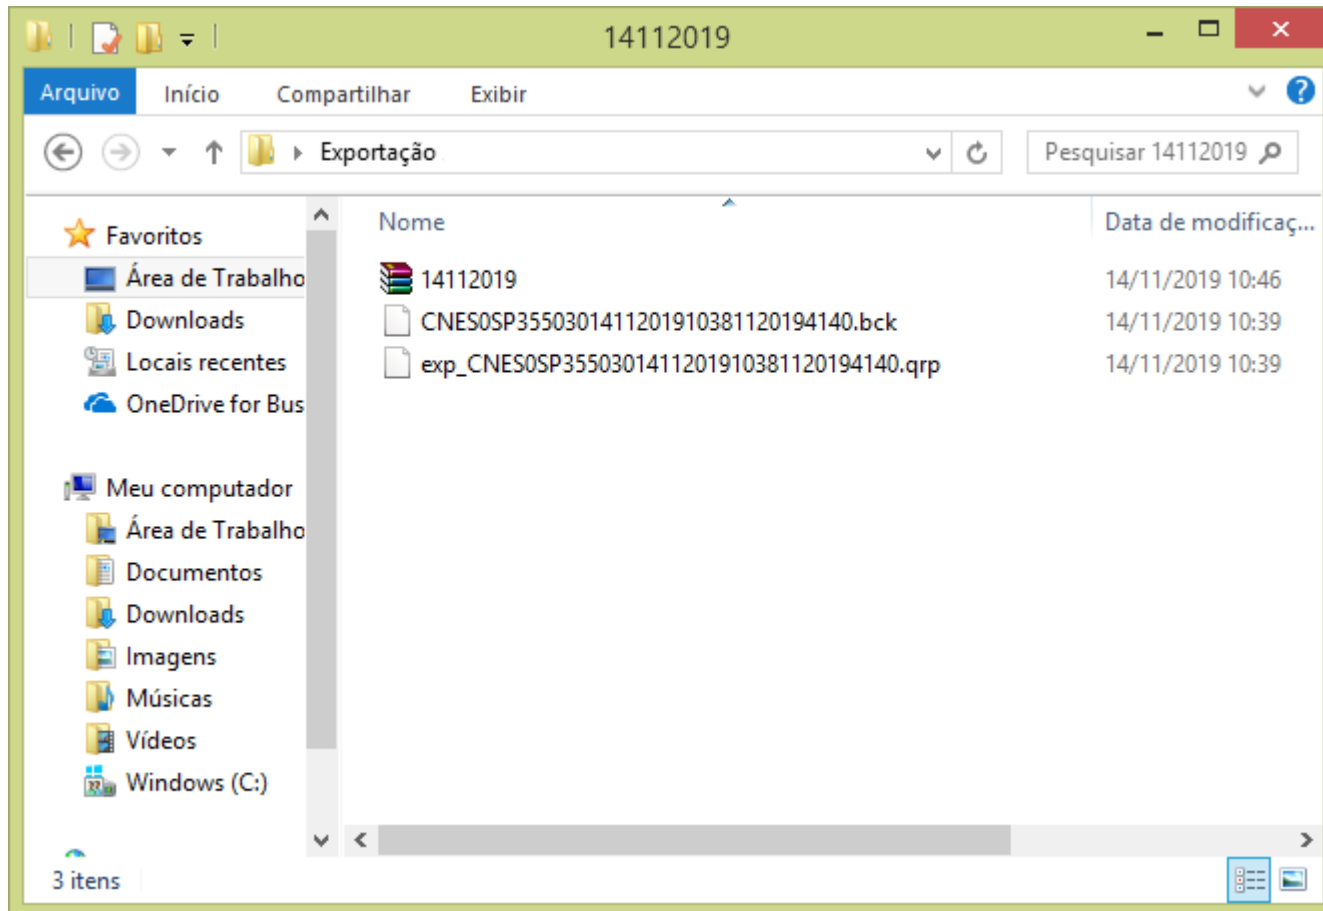 14112019
Arquivo Início Compartilhar Exibir
Exportação
Pesquisar 14112019
Nome Data de modificaç...
Favoritos
Área de Trabalho
Downloads
Locais recentes
OneDrive for Bus
Meu computador
Área de Trabalho
Documentos
Downloads
Imagens
Músicas
Vídeos
Windows (C:)
14112019 14/11/2019 10:46
CNES0SP3550301411201910381120194140.bck 14/11/2019 10:39
exp_CNES0SP3550301411201910381120194140.qrp 14/11/2019 10:39
3 itens